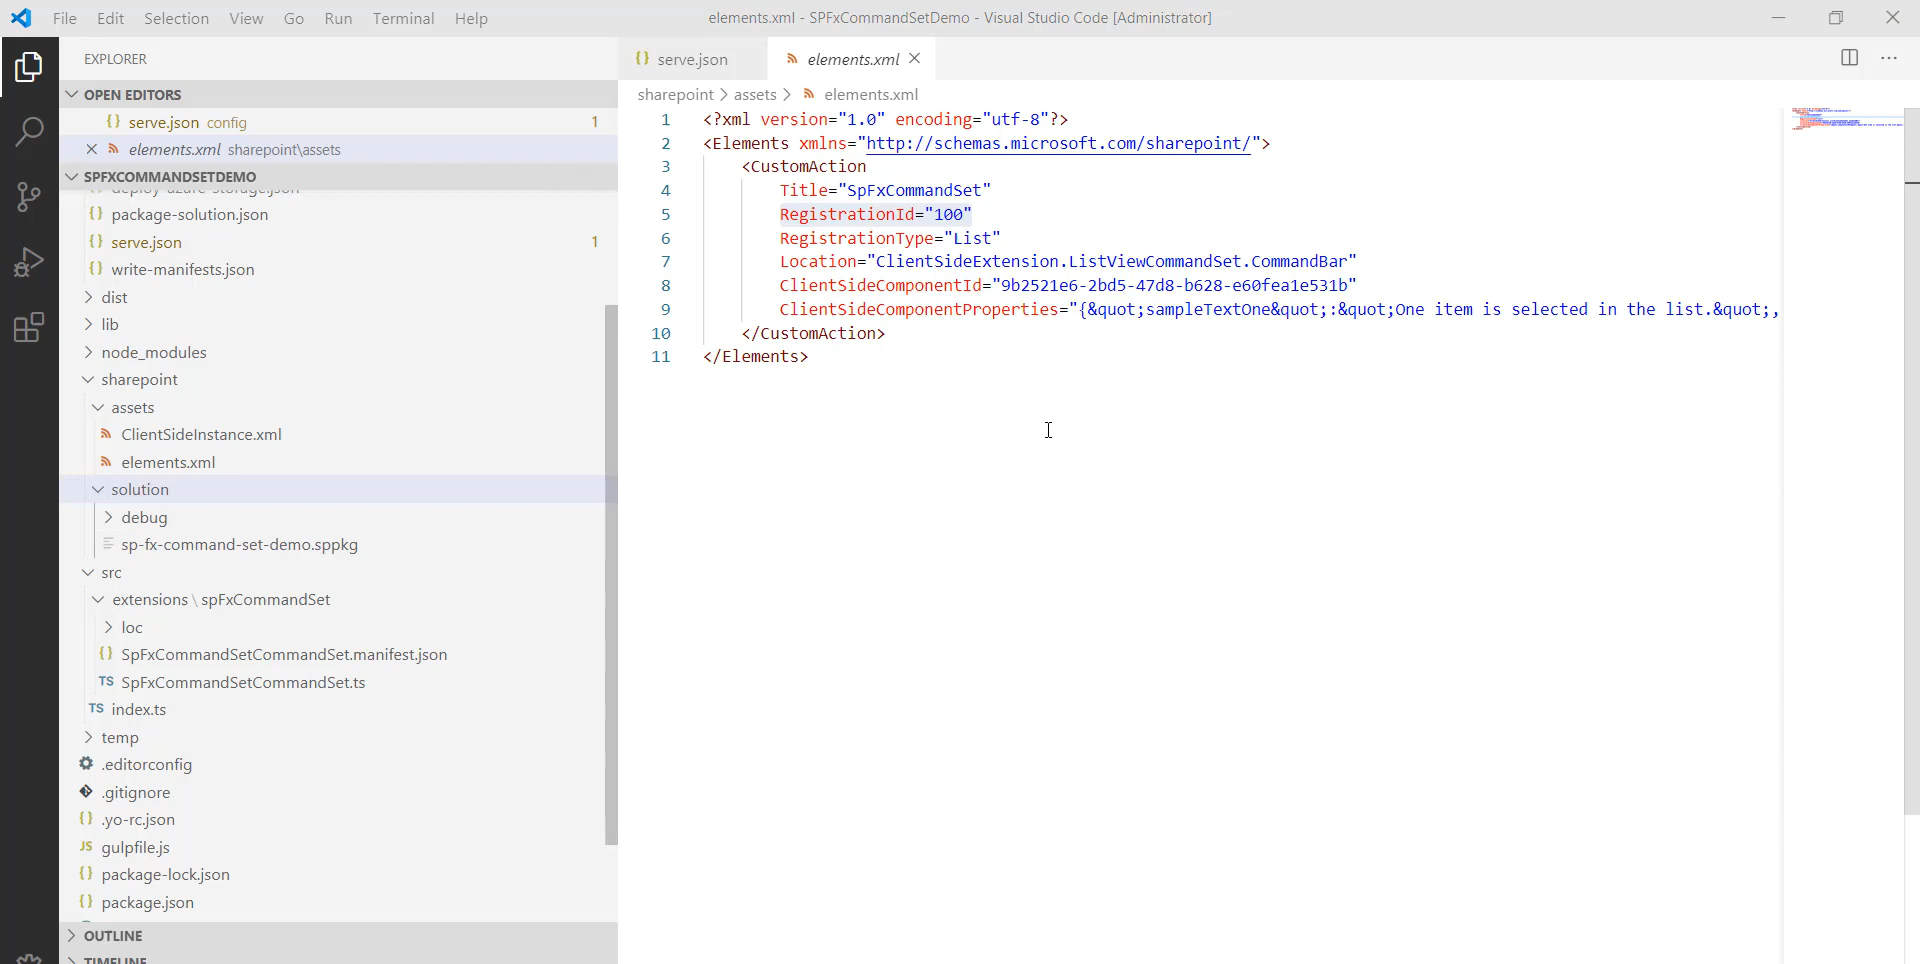 File Edit Selection View Go Run Terminal Help
elements.xml - SPFxCommandSetDemo - Visual Studio Code [Administrator]
EXPLORER
OPEN EDITORS
serve.json config 1
elements.xml sharepoint\assets
SPFXCOMMANDSETDEMO
deploy-azure-storage.json
package-solution.json
serve.json 1
write-manifests.json
dist
lib
node_modules
sharepoint
assets
ClientSideInstance.xml
elements.xml
solution
debug
sp-fx-command-set-demo.sppkg
src
extensions \ spFxCommandSet
loc
SpFxCommandSetCommandSet.manifest.json
TS SpFxCommandSetCommandSet.ts
TS index.ts
temp
.editorconfig
.gitignore
.yo-rc.json
JS gulpfile.js
package-lock.json
package.json
OUTLINE
TIMELINE
serve.json
elements.xml
sharepoint > assets > elements.xml
1 <?xml version="1.0" encoding="utf-8"?>
2 <Elements xmlns="http://schemas.microsoft.com/sharepoint/">
3 <CustomAction
4 Title="SpFxCommandSet"
5 RegistrationId="100"
6 RegistrationType="List"
7 Location="ClientSideExtension.ListViewCommandSet.CommandBar"
8 ClientSideComponentId="9b2521e6-2bd5-47d8-b628-e60fea1e531b"
9 ClientSideComponentProperties="{&quot;sampleTextOne&quot;:&quot;One item is selected in the list.&quot;,
10 </CustomAction>
11 </Elements>